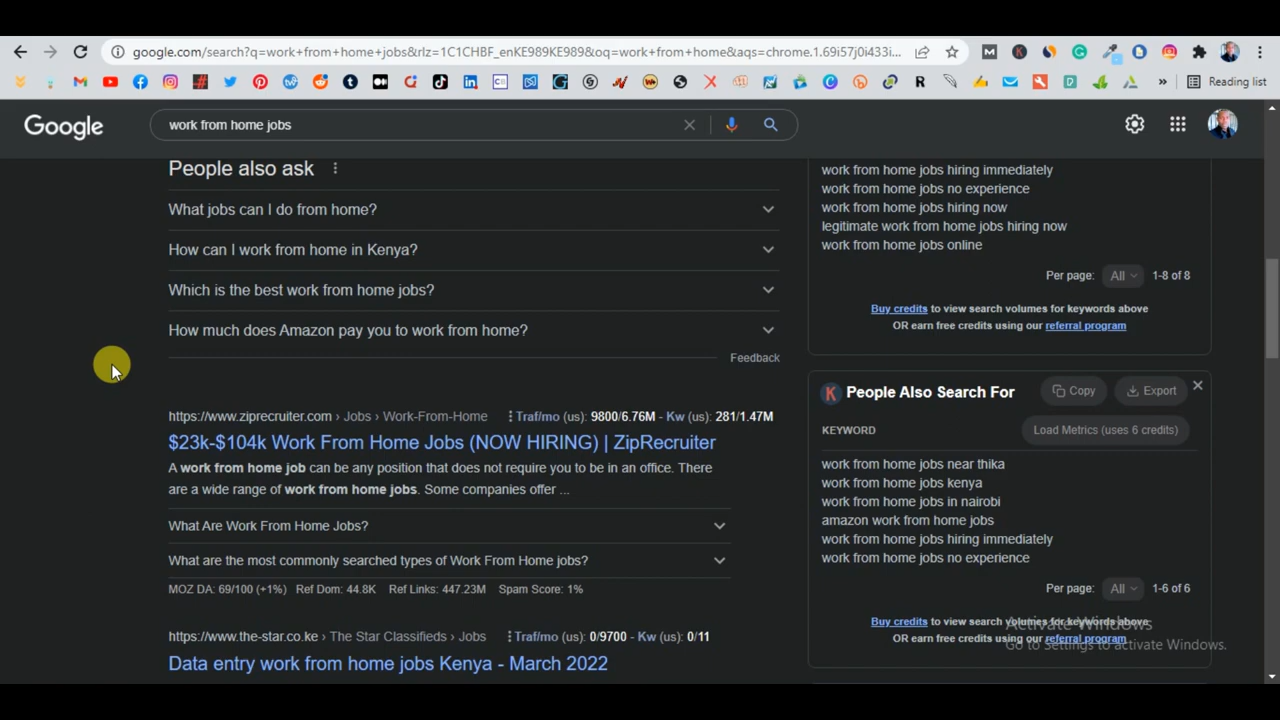 google.com/search?q=work+from+home+jobs&rlz=1C1CHBF_enKE989KE989&oq=work+from+home&aqs=chrome.1.69i57j0i433i...
Reading list
Google
work from home jobs
People also ask
What jobs can I do from home?
How can I work from home in Kenya?
Which is the best work from home jobs?
How much does Amazon pay you to work from home?
Feedback
https://www.ziprecruiter.com › Jobs › Work-From-Home
Traf/mo (us): 9800/6.76M - Kw (us): 281/1.47M
$23k-$104k Work From Home Jobs (NOW HIRING) | ZipRecruiter
A work from home job can be any position that does not require you to be in an office. There
are a wide range of work from home jobs. Some companies offer ...
What Are Work From Home Jobs?
What are the most commonly searched types of Work From Home jobs?
MOZ DA: 69/100 (+1%) Ref Dom: 44.8K Ref Links: 447.23M Spam Score: 1%
https://www.the-star.co.ke › The Star Classifieds › Jobs
Traf/mo (us): 0/9700 - Kw (us): 0/11
Data entry work from home jobs Kenya - March 2022
work from home jobs hiring immediately
work from home jobs no experience
work from home jobs hiring now
legitimate work from home jobs hiring now
work from home jobs online
Per page: All 1-8 of 8
Buy credits to view search volumes for keywords above
OR earn free credits using our referral program
K People Also Search For
Copy
Export
KEYWORD
Load Metrics (uses 6 credits)
work from home jobs near thika
work from home jobs kenya
work from home jobs in nairobi
amazon work from home jobs
work from home jobs hiring immediately
work from home jobs no experience
Per page: All 1-6 of 6
Buy credits to view search volumes for keywords above
OR earn free credits using our referral program
Activate Windows
Go to Settings to activate Windows.